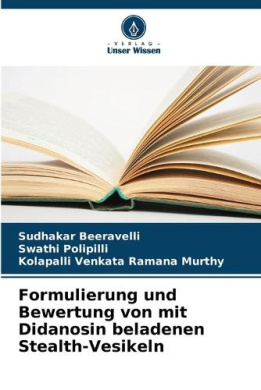 - VERLAG -
Unser Wissen
Sudhakar Beeravelli
Swathi Polipilli
Kolapalli Venkata Ramana Murthy
Formulierung und
Bewertung von mit
Didanosin beladenen
Stealth-Vesikeln